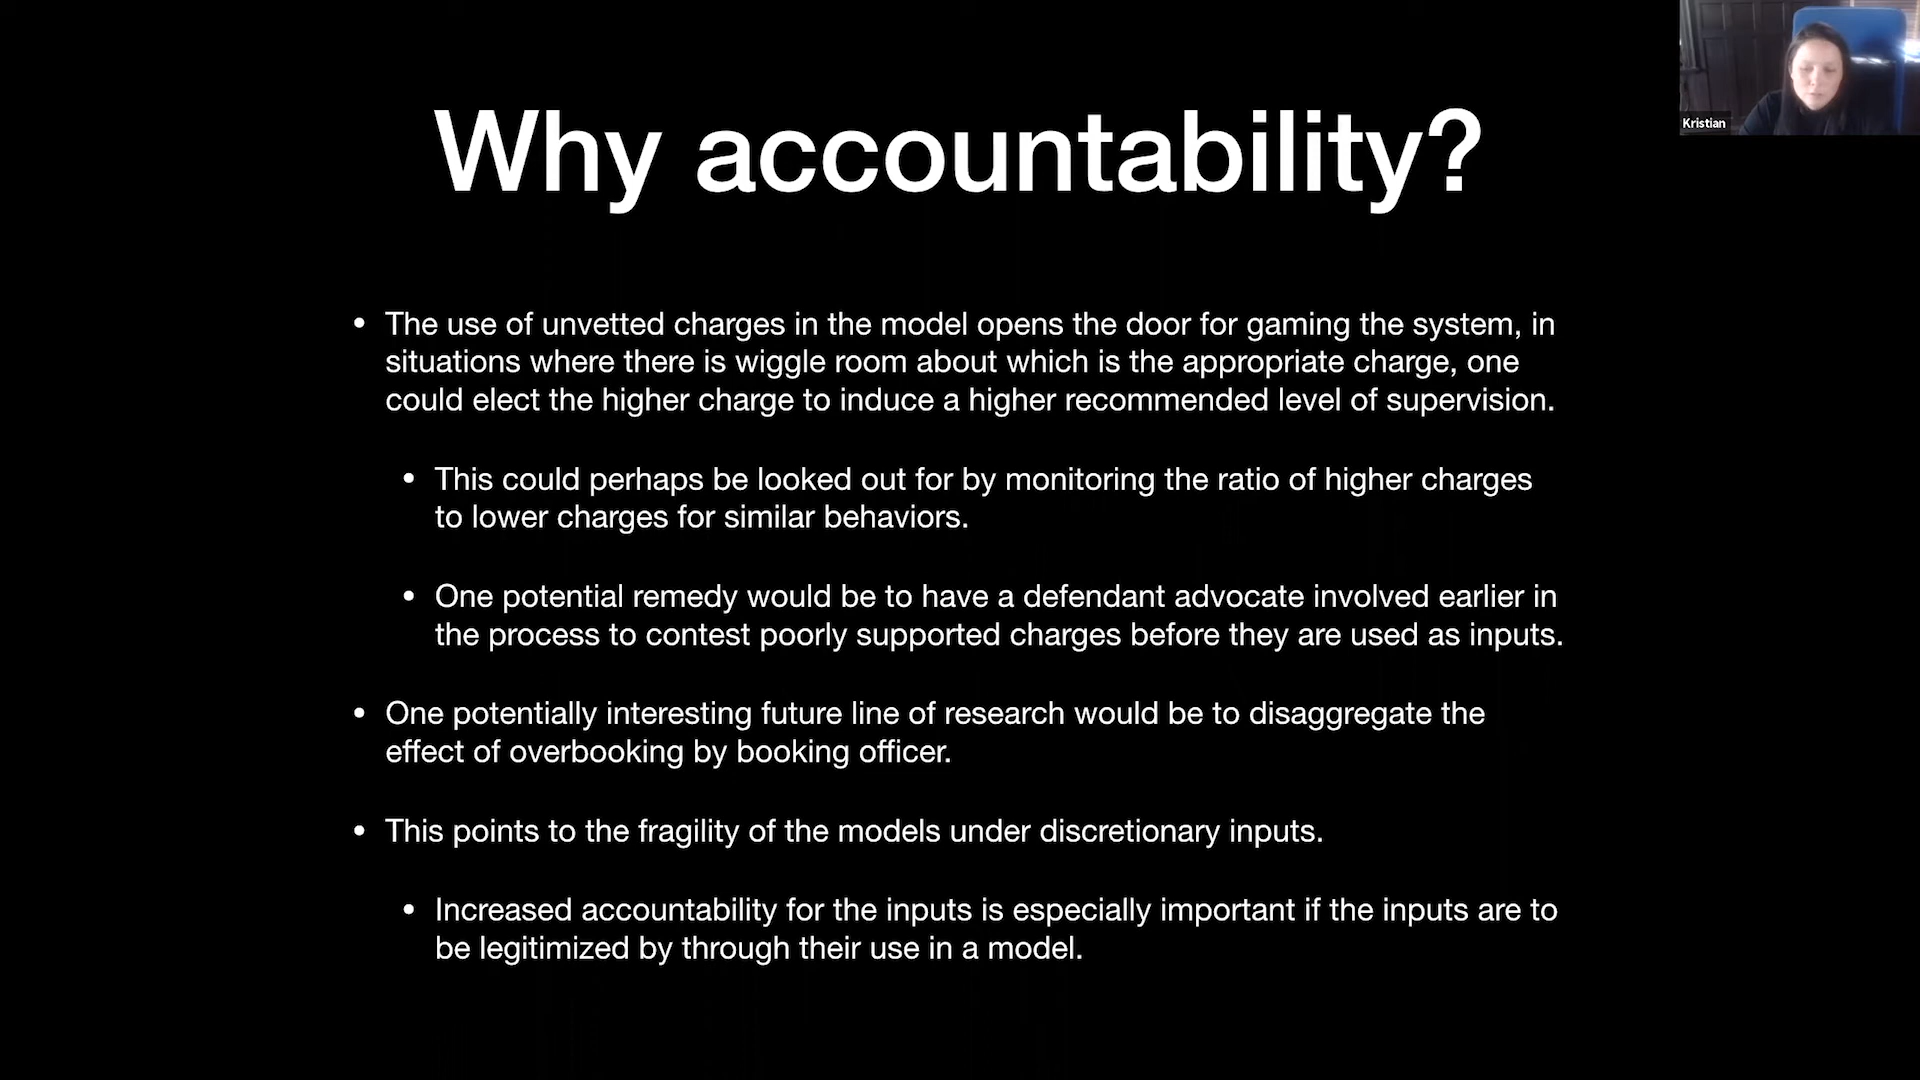 Why accountability?
Kristian
• The use of unvetted charges in the model opens the door for gaming the system, in
situations where there is wiggle room about which is the appropriate charge, one
could elect the higher charge to induce a higher recommended level of supervision.
• This could perhaps be looked out for by monitoring the ratio of higher charges
to lower charges for similar behaviors.
• One potential remedy would be to have a defendant advocate involved earlier in
the process to contest poorly supported charges before they are used as inputs.
• One potentially interesting future line of research would be to disaggregate the
effect of overbooking by booking officer.
• This points to the fragility of the models under discretionary inputs.
• Increased accountability for the inputs is especially important if the inputs are to
be legitimized by through their use in a model.